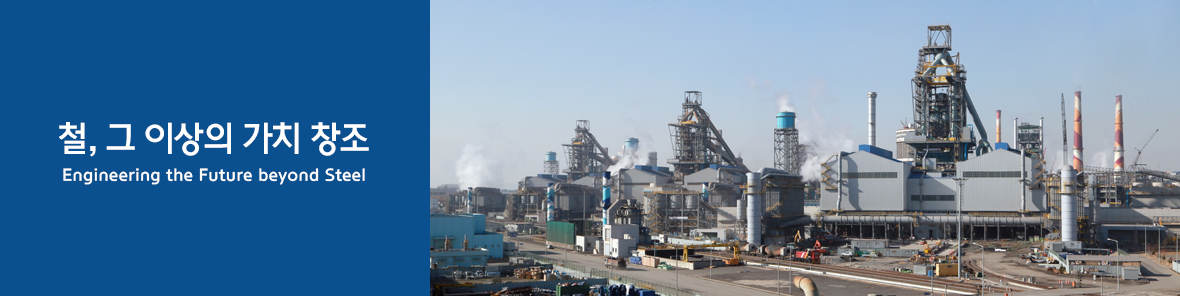 철, 그 이상의 가치 창조
Engineering the Future beyond Steel